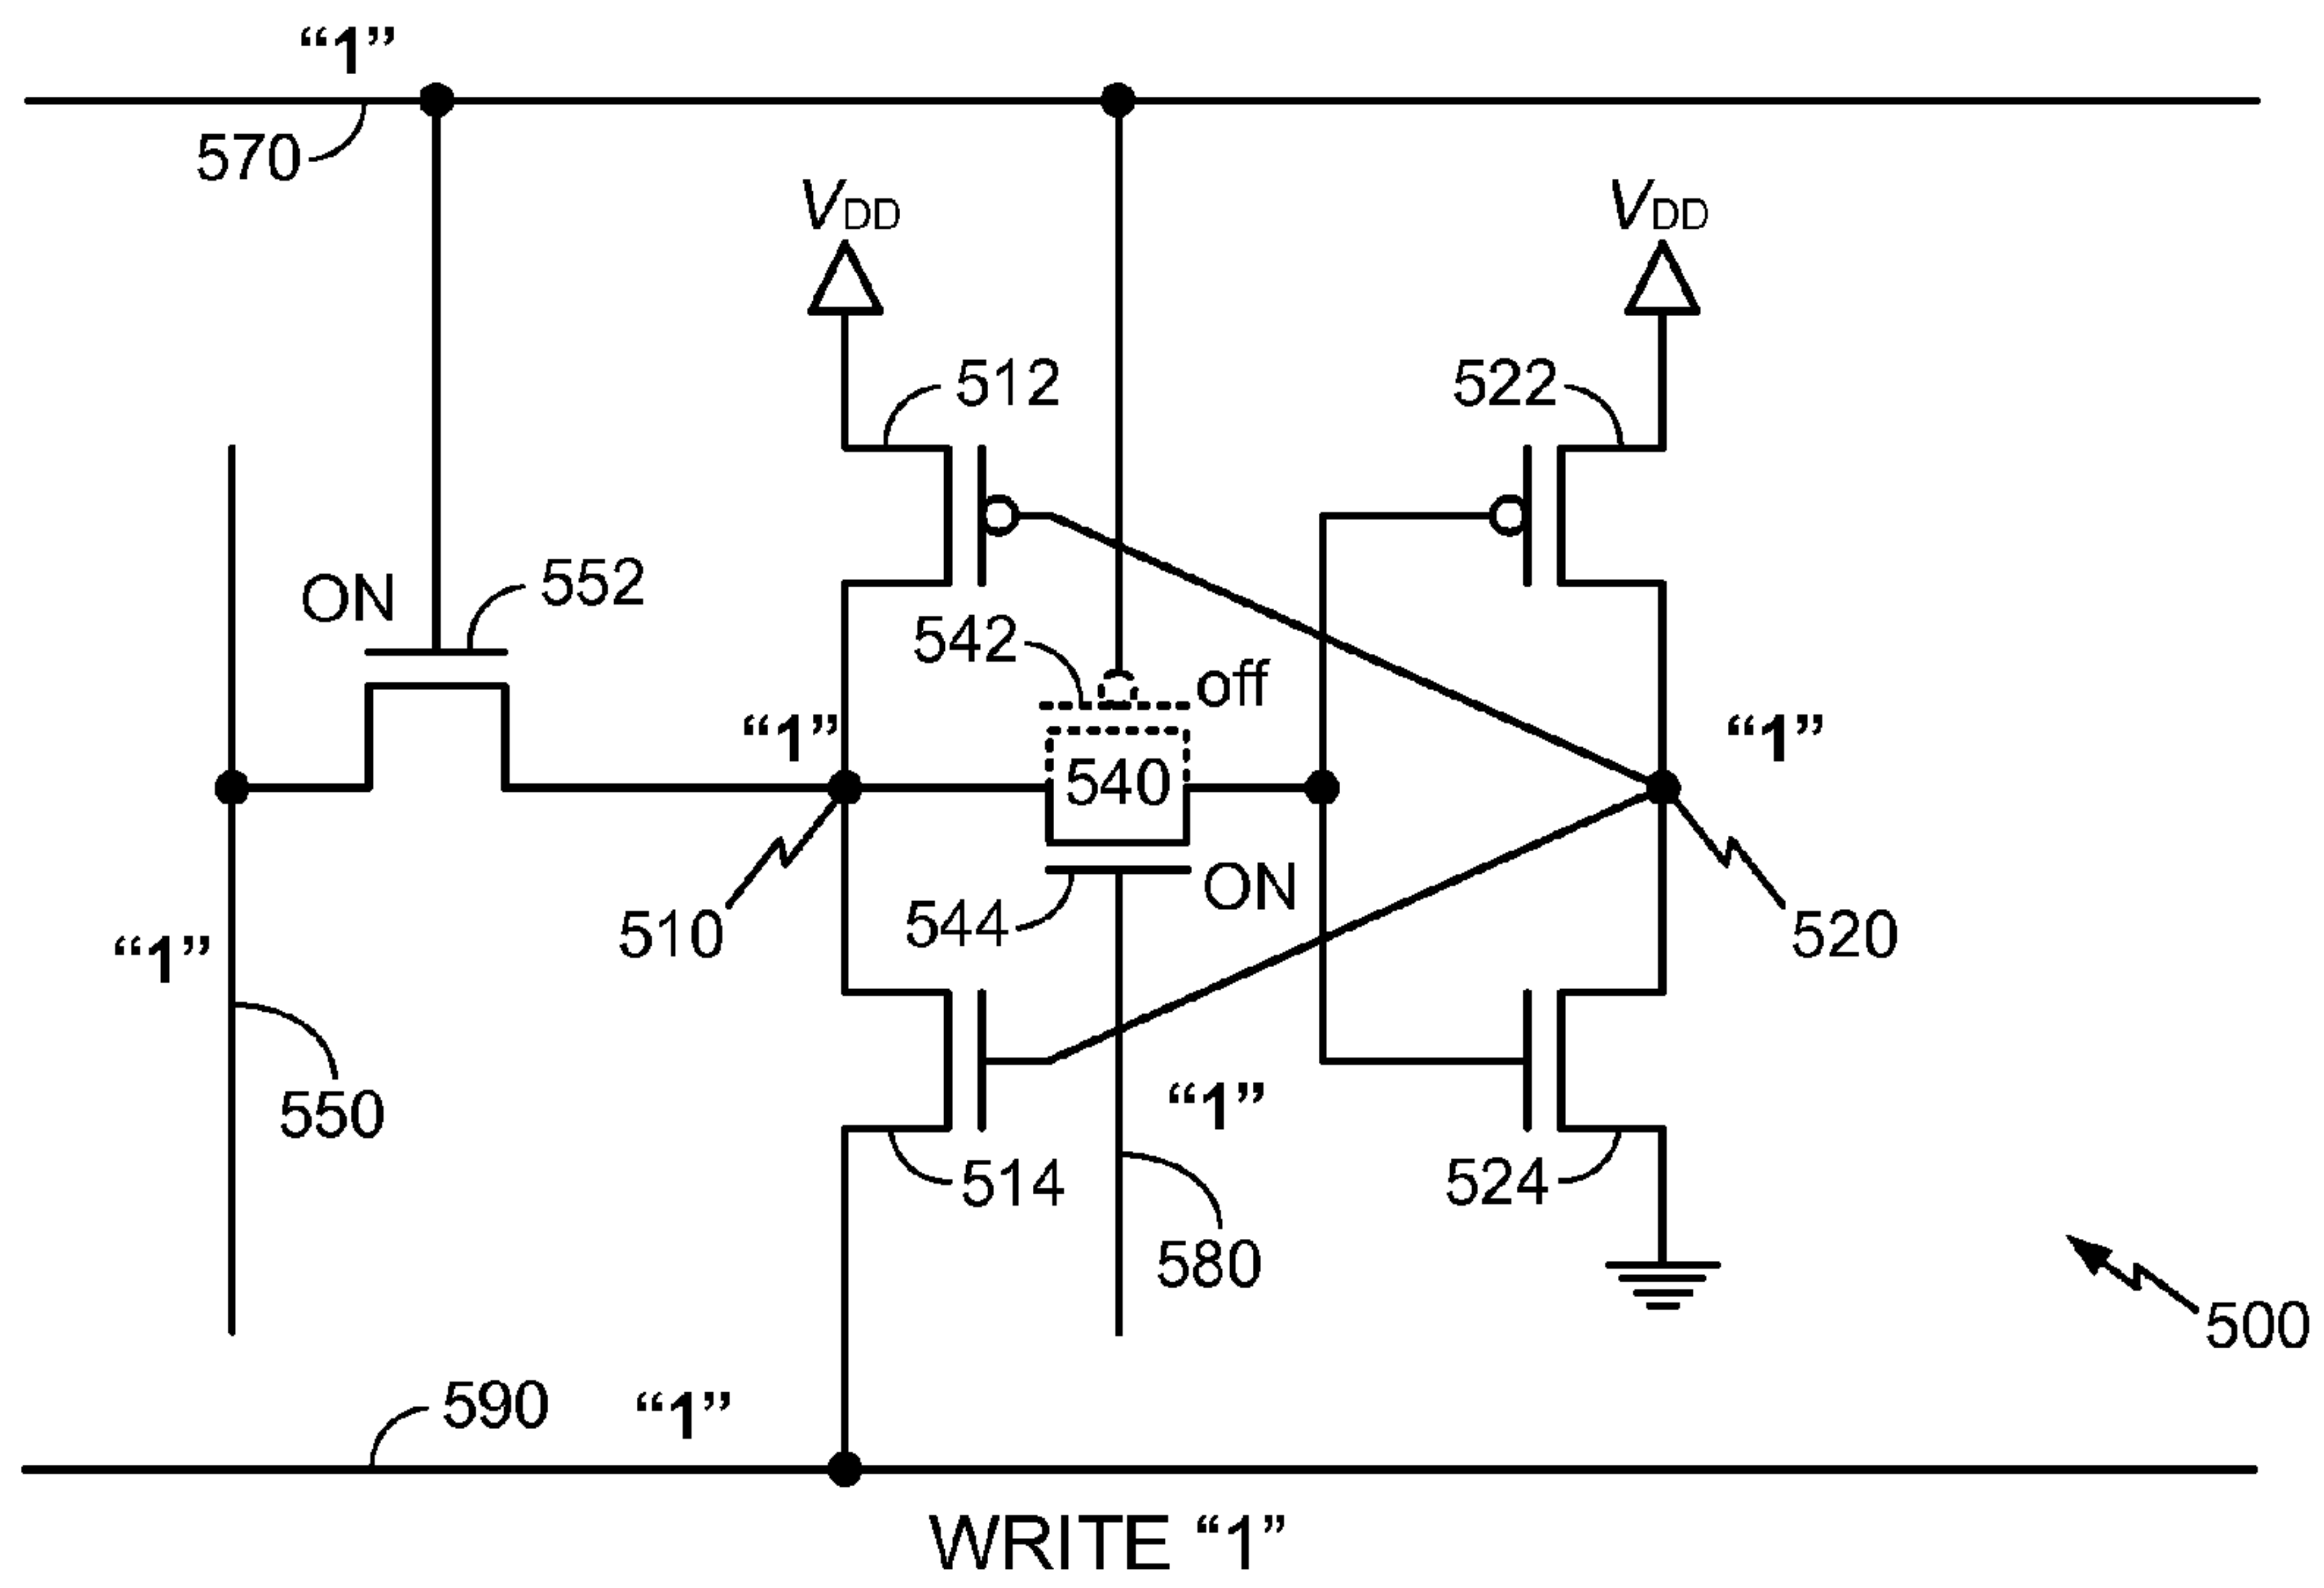 “1”
570
VDD VDD
512 522
ON 552
542 off
“1” 540 “1”
544 ON
510 520
“1”
550 “1”
514 524
580
500
590 “1”
WRITE “1”